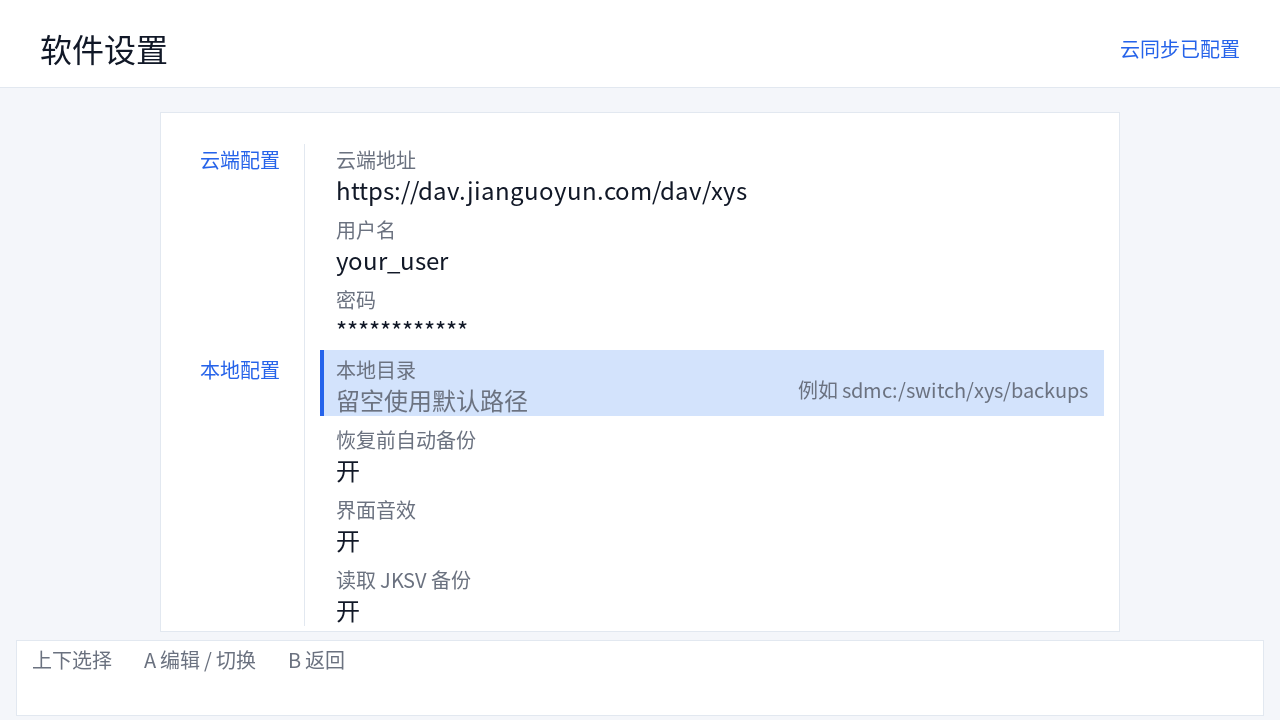 软件设置
云同步已配置
云端配置
云端地址
https://dav.jianguoyun.com/dav/xys
用户名
your_user
密码
************
本地配置
本地目录
留空使用默认路径
例如 sdmc:/switch/xys/backups
恢复前自动备份
开
界面音效
开
读取 JKSV 备份
开
上下选择 A 编辑 / 切换 B 返回